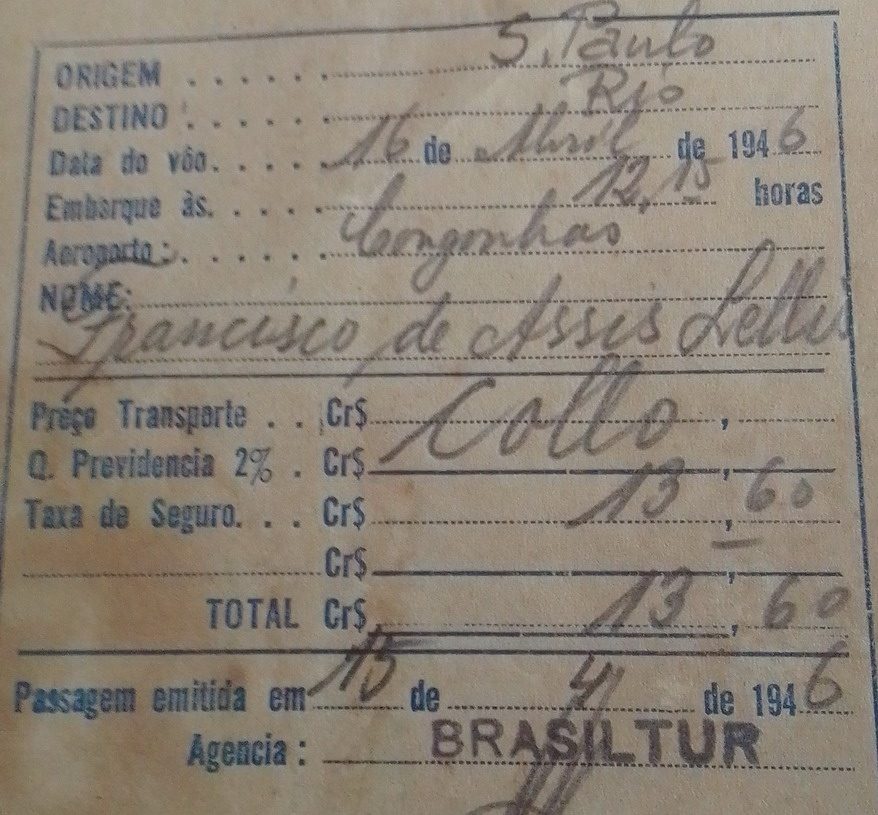 ORIGEM . . . . . . S. Paulo
DESTINO . . . . . . Rio
Data do vôo. . . . . 16 de Abril de 1946
Embarque às. . . . . 12,15 horas
Aeroporto: . . . . . . Congonhas
NOME:
Francisco de Assis Lellis
Preço Transporte . . Cr$ Collo ,
Q. Previdencia 2% . Cr$ ,
Taxa de Seguro. . . Cr$ 13,60
Cr$ ,
TOTAL Cr$ 13,60
Passagem emitida em 15 de 4 de 1946
Agencia: BRASILTUR